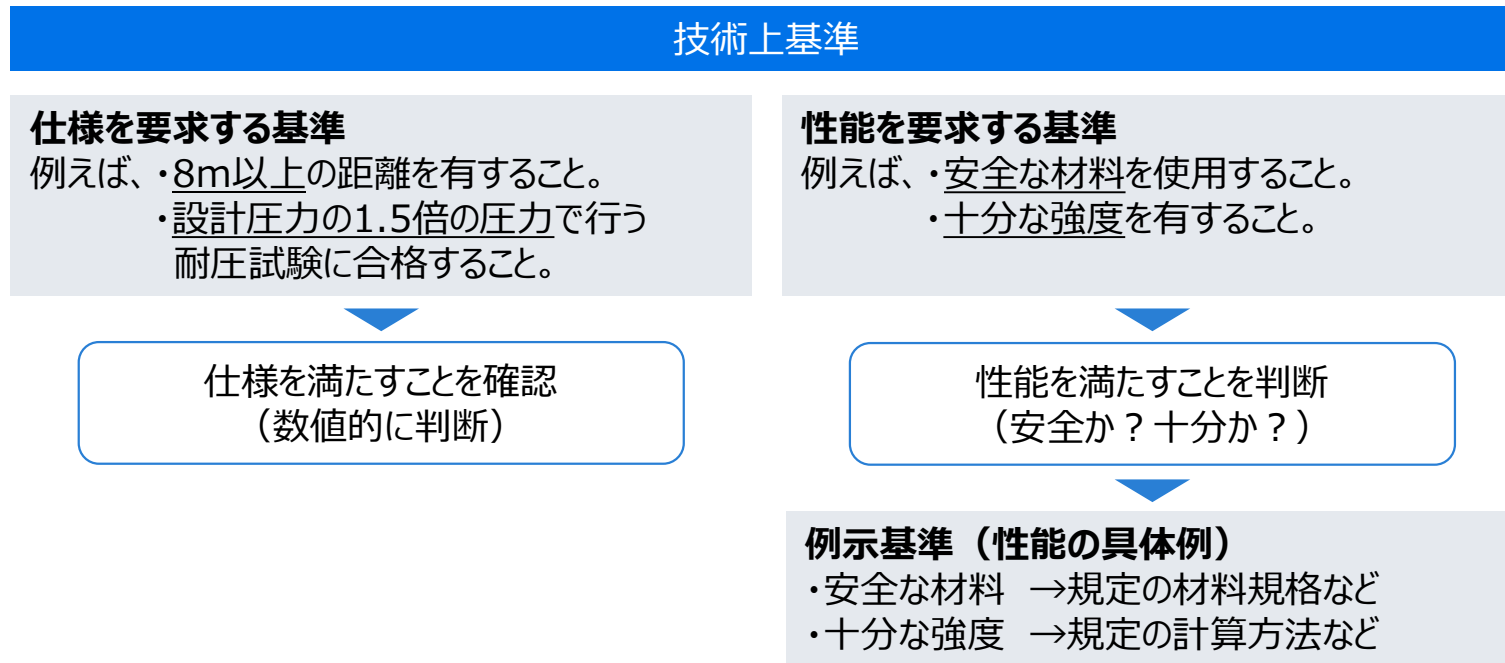 技術上基準
仕様を要求する基準
例えば、・8m以上の距離を有すること。
・設計圧力の1.5倍の圧力で行う
耐圧試験に合格すること。
仕様を満たすことを確認
（数値的に判断）
性能を要求する基準
例えば、・安全な材料を使用すること。
・十分な強度を有すること。
性能を満たすことを判断
（安全か？十分か？）
例示基準（性能の具体例）
・安全な材料　→規定の材料規格など
・十分な強度　→規定の計算方法など